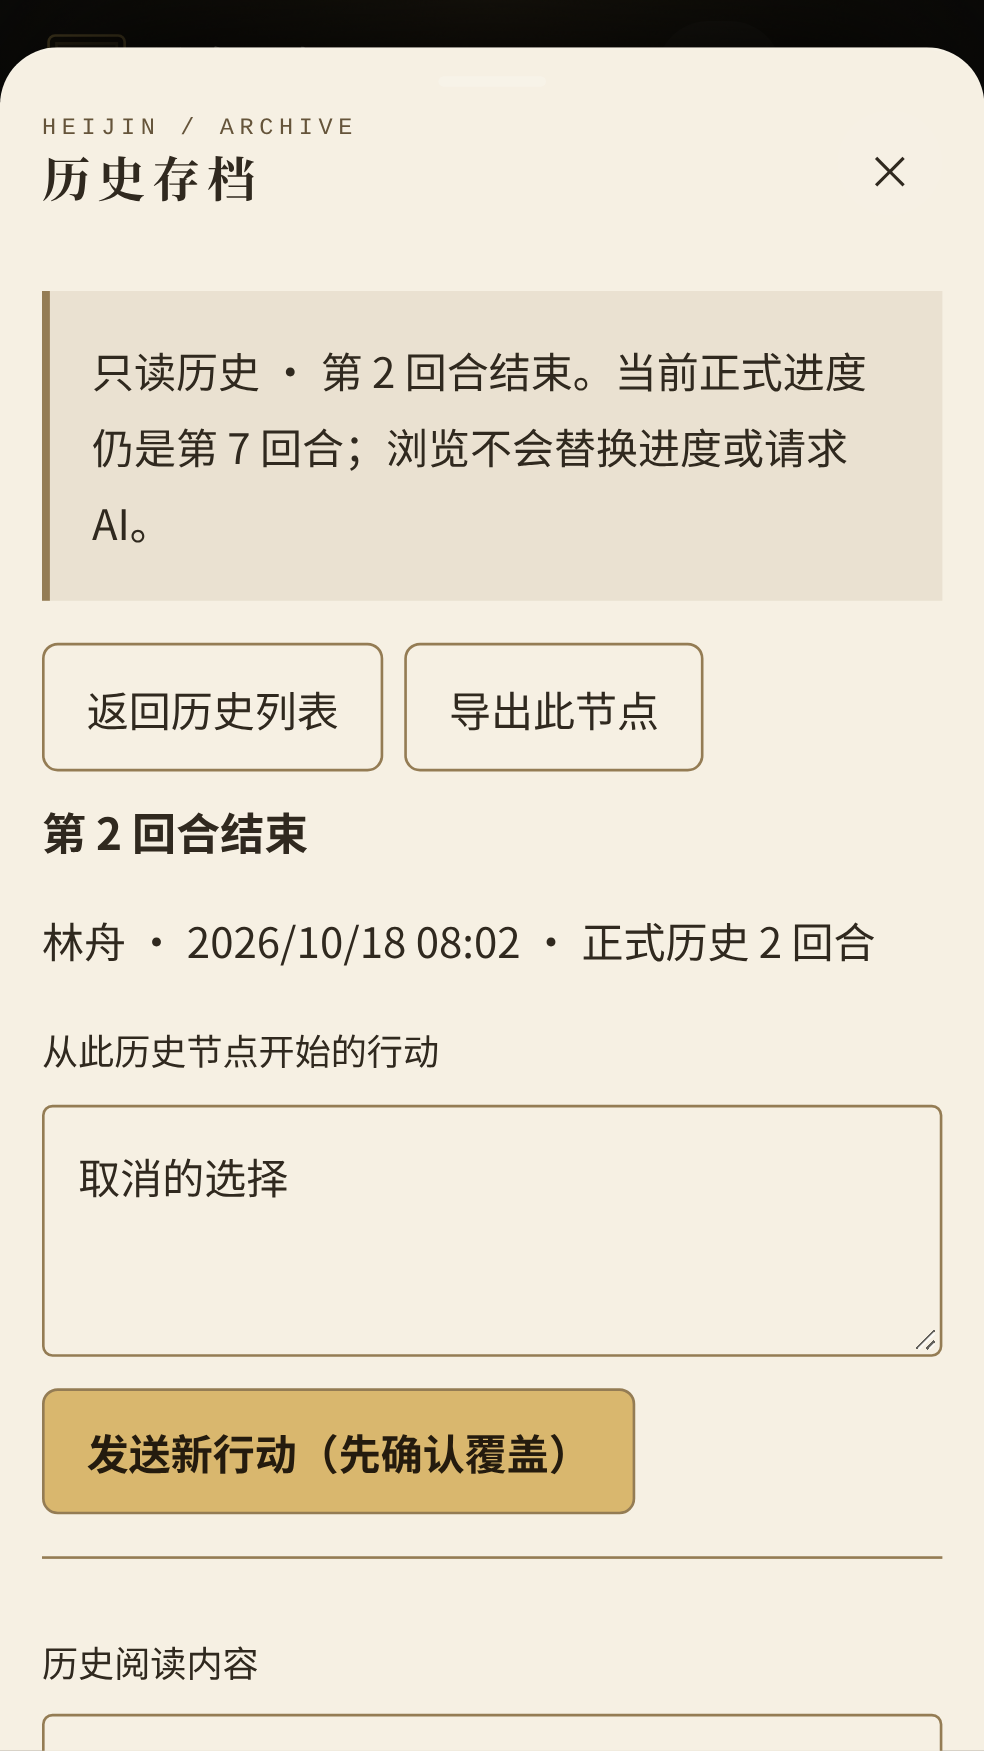 HEIJIN / ARCHIVE
历史存档
只读历史 · 第 2 回合结束。当前正式进度
仍是第 7 回合；浏览不会替换进度或请求
AI。
返回历史列表
导出此节点
第 2 回合结束
林舟 · 2026/10/18 08:02 · 正式历史 2 回合
从此历史节点开始的行动
取消的选择
发送新行动（先确认覆盖）
历史阅读内容